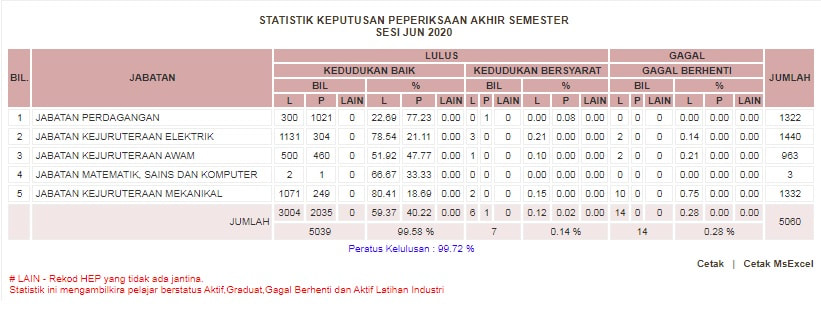 STATISTIK KEPUTUSAN PEPERIKSAAN AKHIR SEMESTER
SESI JUN 2020
BIL. JABATAN LULUS GAGAL JUMLAH
KEDUDUKAN BAIK KEDUDUKAN BERSYARAT GAGAL BERHENTI
BIL % BIL % BIL %
L P LAIN L P LAIN L P LAIN L P LAIN L P LAIN L P LAIN
1 JABATAN PERDAGANGAN 300 1021 0 22.69 77.23 0.00 0 1 0 0.00 0.08 0.00 0 0 0 0.00 0.00 0.00 1322
2 JABATAN KEJURUTERAAN ELEKTRIK 1131 304 0 78.54 21.11 0.00 3 0 0 0.21 0.00 0.00 2 0 0 0.14 0.00 0.00 1440
3 JABATAN KEJURUTERAAN AWAM 500 460 0 51.92 47.77 0.00 1 0 0 0.10 0.00 0.00 2 0 0 0.21 0.00 0.00 963
4 JABATAN MATEMATIK, SAINS DAN KOMPUTER 2 1 0 66.67 33.33 0.00 0 0 0 0.00 0.00 0.00 0 0 0 0.00 0.00 0.00 3
5 JABATAN KEJURUTERAAN MEKANIKAL 1071 249 0 80.41 18.69 0.00 2 0 0 0.15 0.00 0.00 10 0 0 0.75 0.00 0.00 1332
JUMLAH 3004 2035 0 59.37 40.22 0.00 6 1 0 0.12 0.02 0.00 14 0 0 0.28 0.00 0.00 5060
5039 99.58 % 7 0.14 % 14 0.28 %
Peratus Kelulusan : 99.72 %
Cetak | Cetak MsExcel
# LAIN - Rekod HEP yang tidak ada jantina.
Statistik ini mengambilkira pelajar berstatus Aktif,Graduat,Gagal Berhenti dan Aktif Latihan Industri